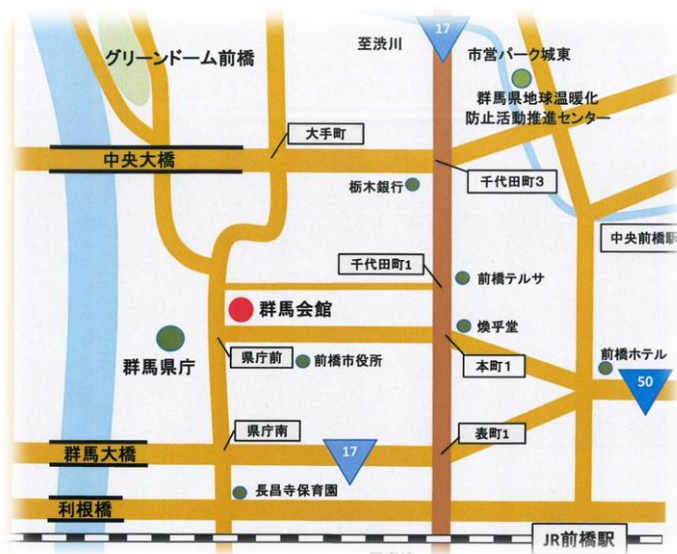 17
至渋川
市営パーク城東
グリーンドーム前橋
群馬県地球温暖化
防止活動推進センター
大手町
中央大橋
栃木銀行
千代田町3
中央前橋駅
千代田町1
前橋テルサ
群馬会館
煥乎堂
群馬県庁
県庁前
前橋市役所
本町1
前橋ホテル
50
県庁南
表町1
群馬大橋
17
長昌寺保育園
利根橋
JR前橋駅